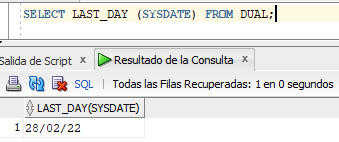 SELECT LAST_DAY (SYSDATE) FROM DUAL;
Salida de Script × Resultado de la Consulta ×
SQL | Todas las Filas Recuperadas: 1 en 0 segundos
LAST_DAY(SYSDATE)
1 28/02/22